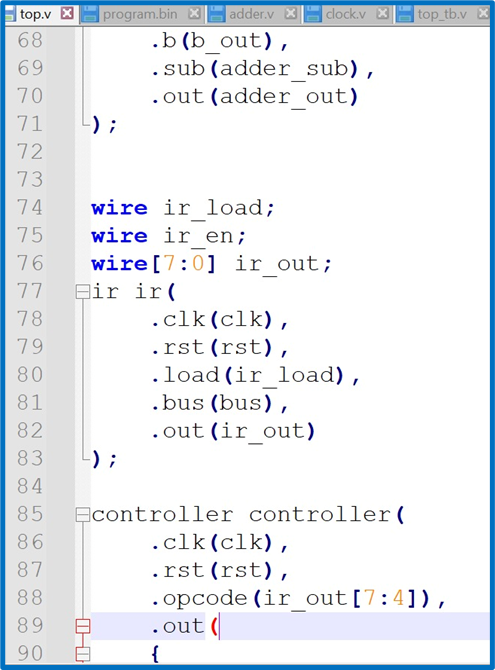 top.v program.bin adder.v clock.v top_tb.v
68 .b(b_out),
69 .sub(adder_sub),
70 .out(adder_out)
71 );
72
73
74 wire ir_load;
75 wire ir_en;
76 wire[7:0] ir_out;
77 ir ir(
78 .clk(clk),
79 .rst(rst),
80 .load(ir_load),
81 .bus(bus),
82 .out(ir_out)
83 );
84
85 controller controller(
86 .clk(clk),
87 .rst(rst),
88 .opcode(ir_out[7:4]),
89 .out(
90 {